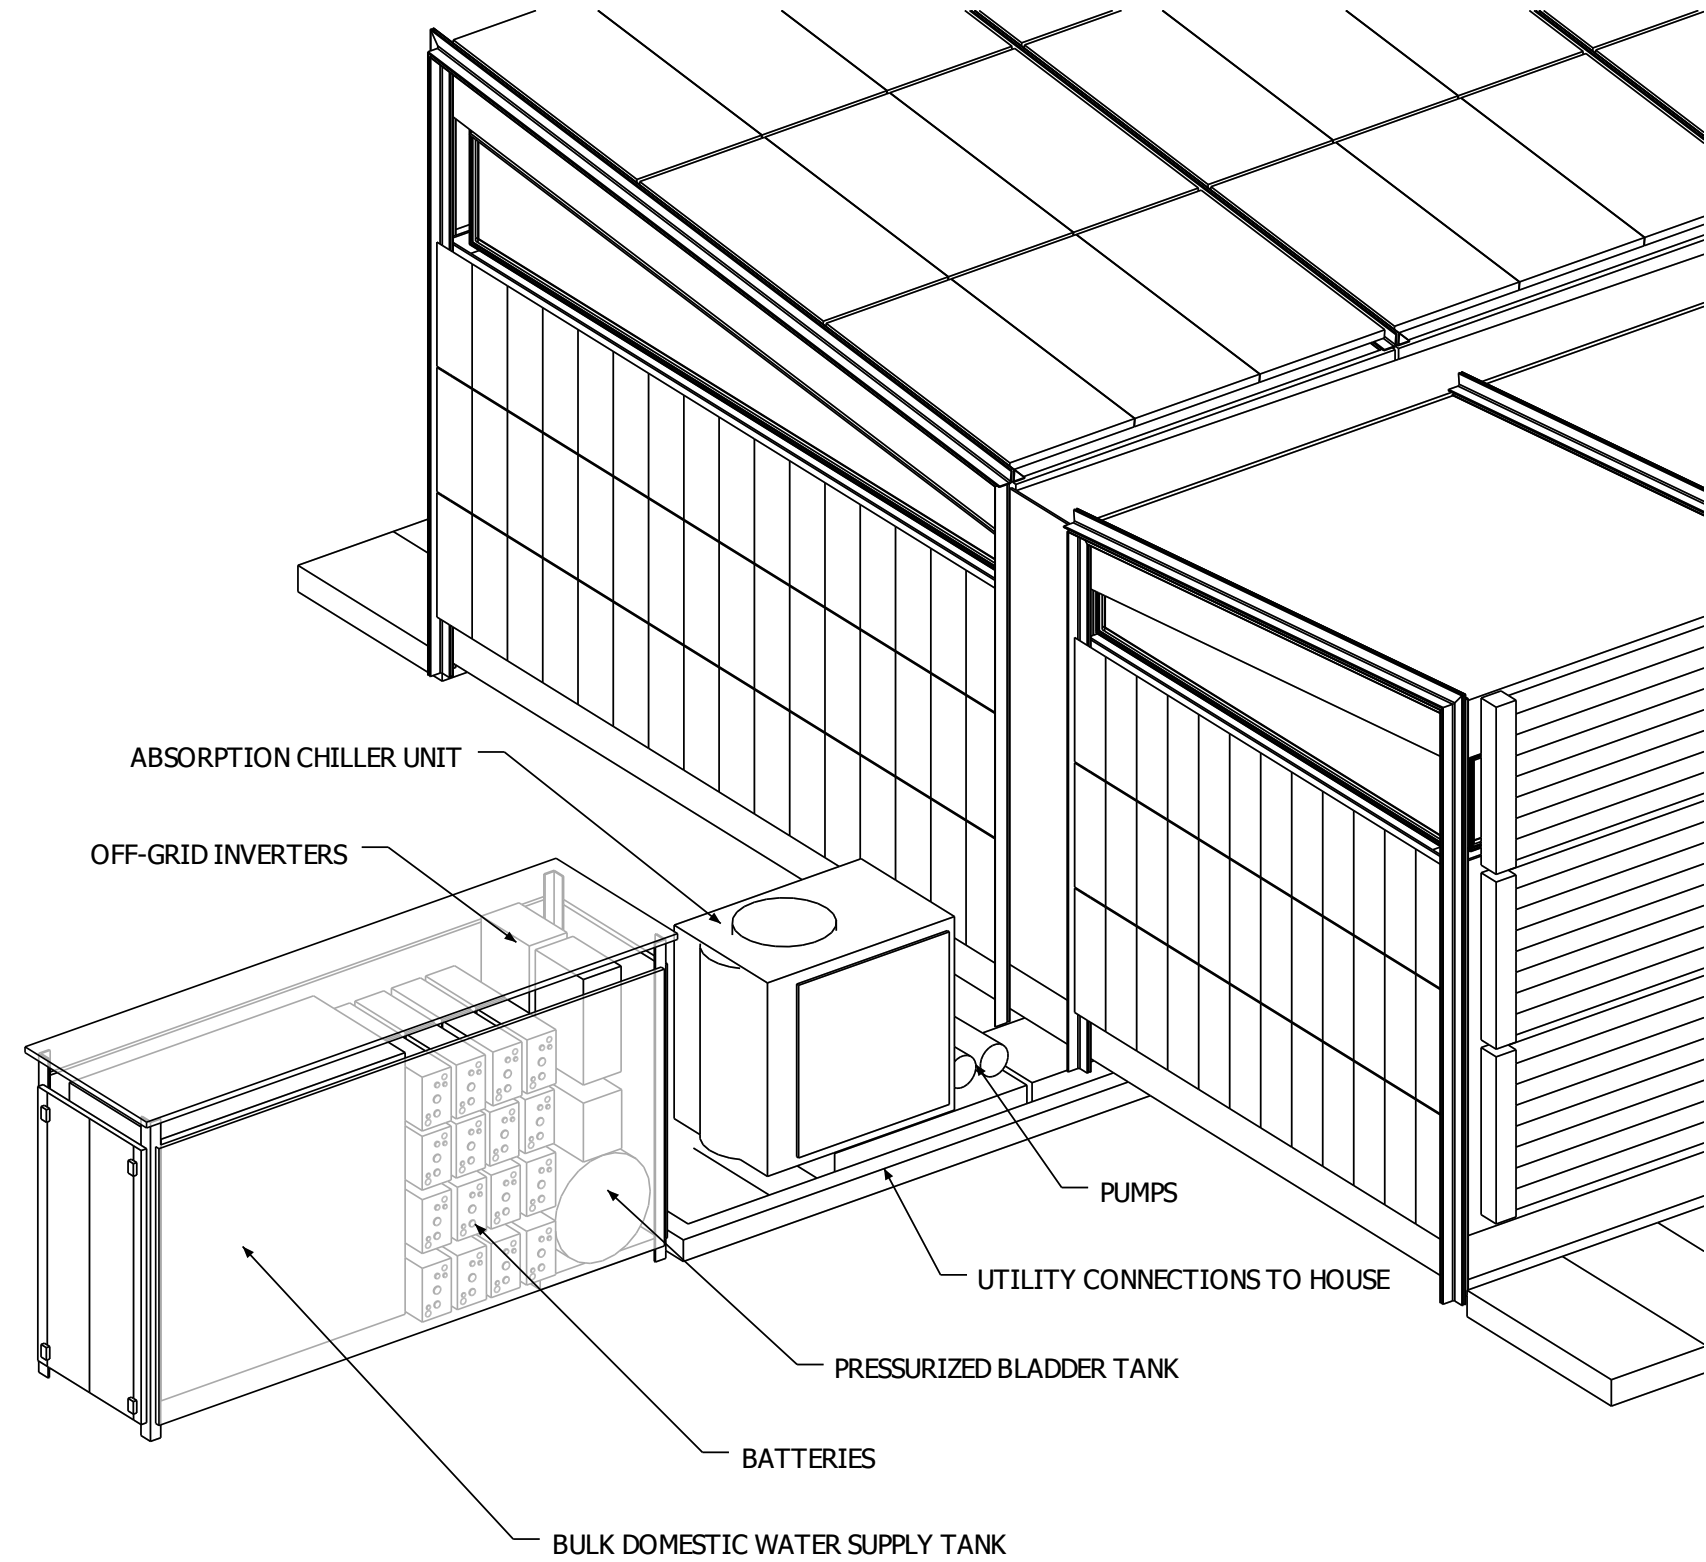 ABSORPTION CHILLER UNIT
OFF-GRID INVERTERS
PUMPS
UTILITY CONNECTIONS TO HOUSE
PRESSURIZED BLADDER TANK
BATTERIES
BULK DOMESTIC WATER SUPPLY TANK